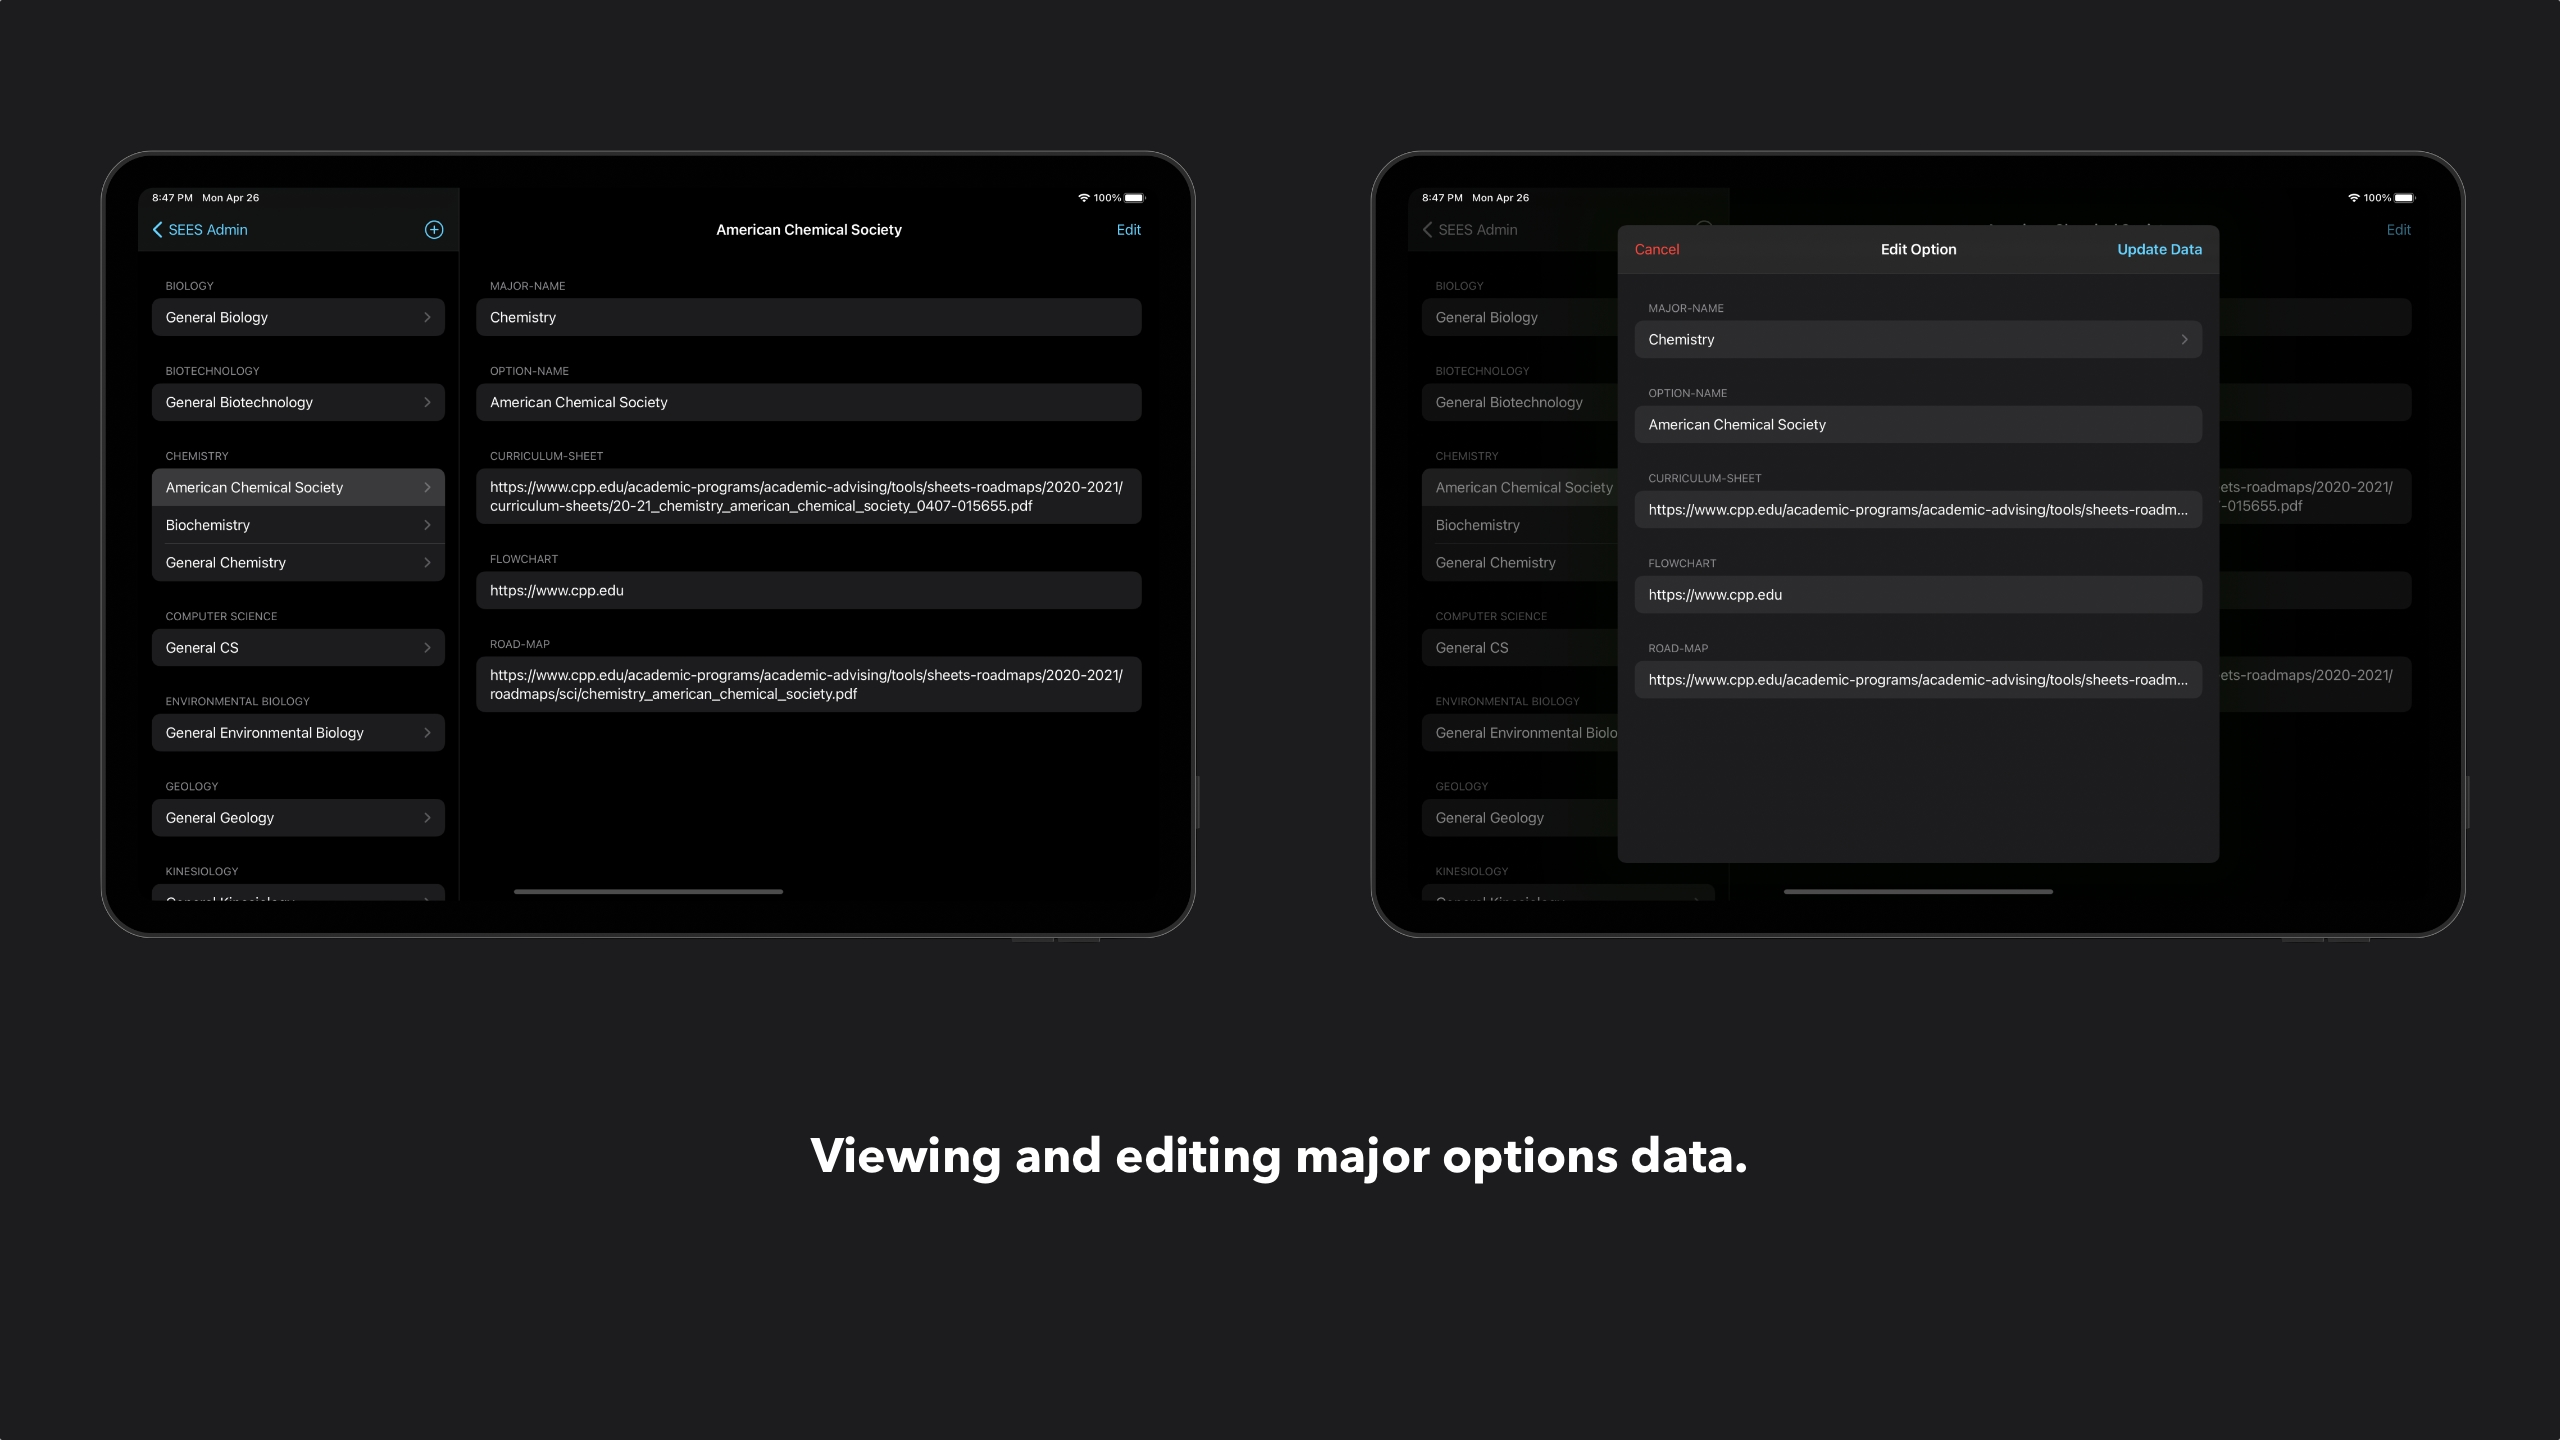 8:47 PM Mon Apr 26
100%
SEES Admin
American Chemical Society
Edit
BIOLOGY
General Biology
BIOTECHNOLOGY
General Biotechnology
CHEMISTRY
American Chemical Society
Biochemistry
General Chemistry
COMPUTER SCIENCE
General CS
ENVIRONMENTAL BIOLOGY
General Environmental Biology
GEOLOGY
General Geology
KINESIOLOGY
General Kinesiology
MAJOR-NAME
Chemistry
OPTION-NAME
American Chemical Society
CURRICULUM-SHEET
https://www.cpp.edu/academic-programs/academic-advising/tools/sheets-roadmaps/2020-2021/
curriculum-sheets/20-21_chemistry_american_chemical_society_0407-015655.pdf
FLOWCHART
https://www.cpp.edu
ROAD-MAP
https://www.cpp.edu/academic-programs/academic-advising/tools/sheets-roadmaps/2020-2021/
roadmaps/sci/chemistry_american_chemical_society.pdf
8:47 PM Mon Apr 26
100%
SEES Admin
Edit
BIOLOGY
General Biology
BIOTECHNOLOGY
General Biotechnology
CHEMISTRY
American Chemical Society
Biochemistry
General Chemistry
COMPUTER SCIENCE
General CS
ENVIRONMENTAL BIOLOGY
General Environmental Biolo
GEOLOGY
General Geology
KINESIOLOGY
General Kinesiology
Cancel
Edit Option
Update Data
MAJOR-NAME
Chemistry
OPTION-NAME
American Chemical Society
CURRICULUM-SHEET
https://www.cpp.edu/academic-programs/academic-advising/tools/sheets-roadm...
FLOWCHART
https://www.cpp.edu
ROAD-MAP
https://www.cpp.edu/academic-programs/academic-advising/tools/sheets-roadm...
ets-roadmaps/2020-2021/
-015655.pdf
ets-roadmaps/2020-2021/
Viewing and editing major options data.